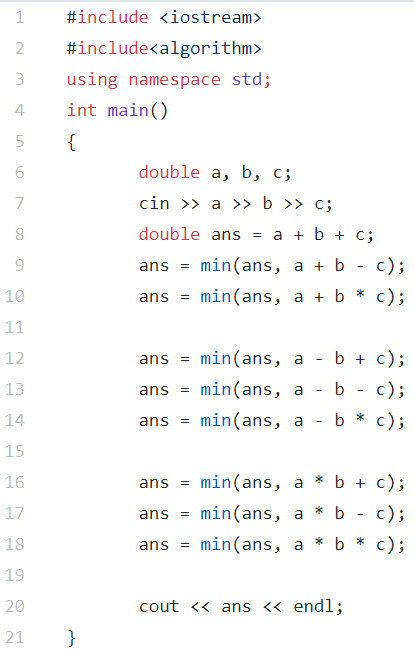 1 #include <iostream>
2 #include<algorithm>
3 using namespace std;
4 int main()
5 {
6 double a, b, c;
7 cin >> a >> b >> c;
8 double ans = a + b + c;
9 ans = min(ans, a + b - c);
10 ans = min(ans, a + b * c);
11
12 ans = min(ans, a - b + c);
13 ans = min(ans, a - b - c);
14 ans = min(ans, a - b * c);
15
16 ans = min(ans, a * b + c);
17 ans = min(ans, a * b - c);
18 ans = min(ans, a * b * c);
19
20 cout << ans << endl;
21 }